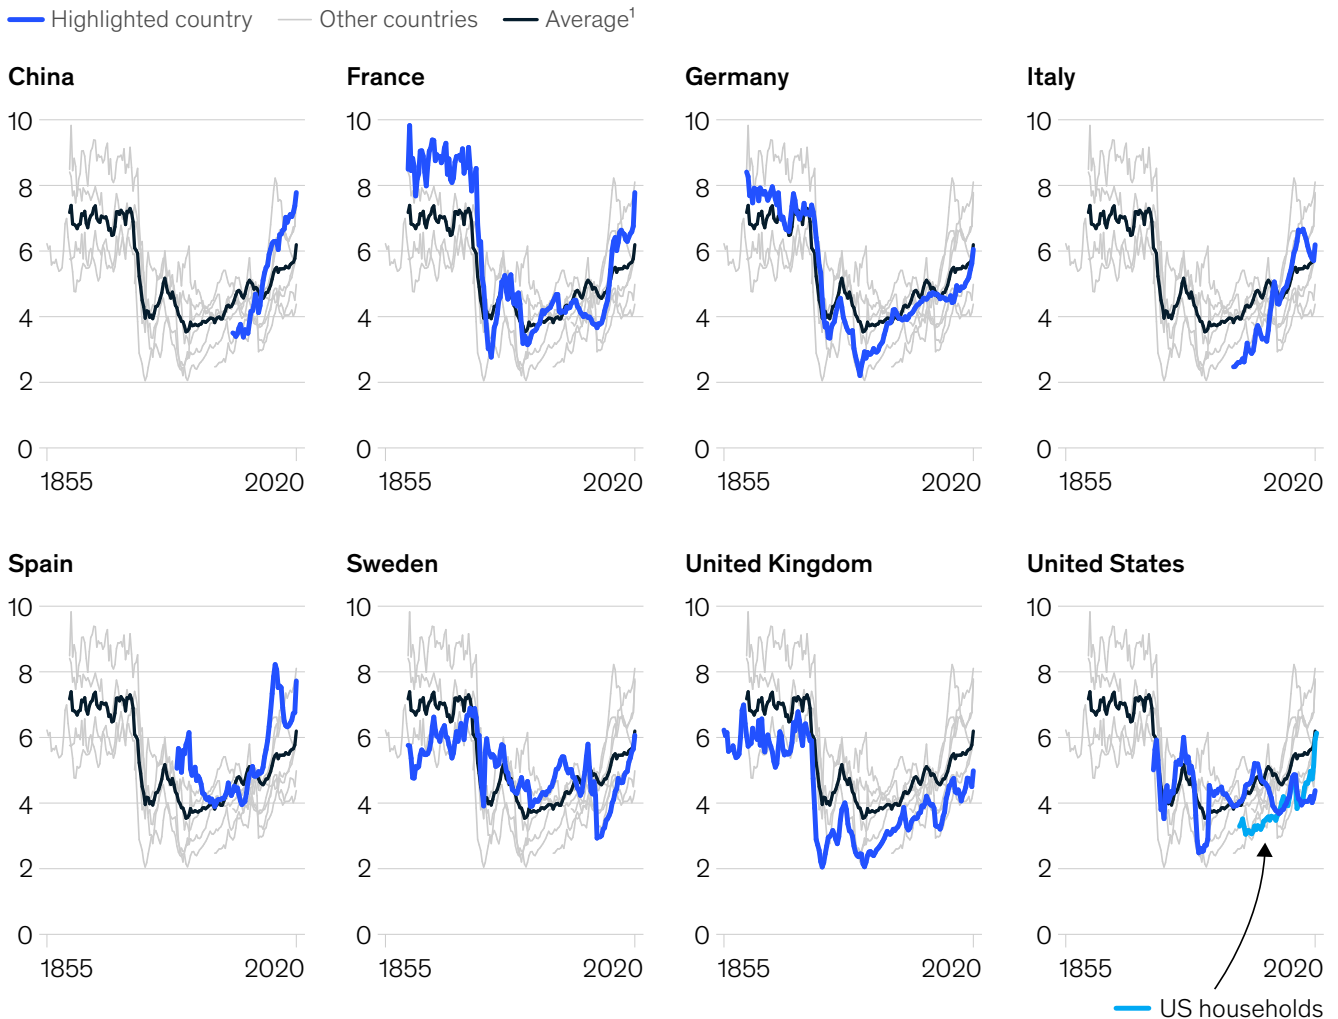 Highlighted country Other countries Average¹
China France Germany Italy
10 10 10 10
8 8 8 8
6 6 6 6
4 4 4 4
2 2 2 2
0 0 0 0
1855 2020 1855 2020 1855 2020 1855 2020
Spain Sweden United Kingdom United States
10 10 10 10
8 8 8 8
6 6 6 6
4 4 4 4
2 2 2 2
0 0 0 0
1855 2020 1855 2020 1855 2020 1855 2020
US households